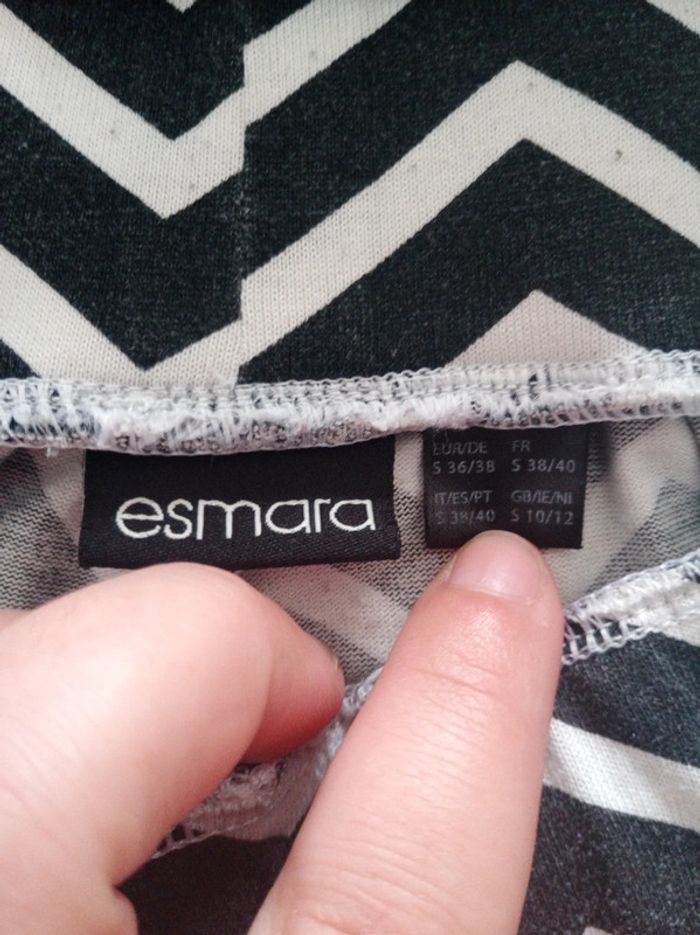 esmara
EUR/DE FR
S 36/38 S 38/40
IT/ES/PT GB/IE/NI
S 38/40 S 10/12